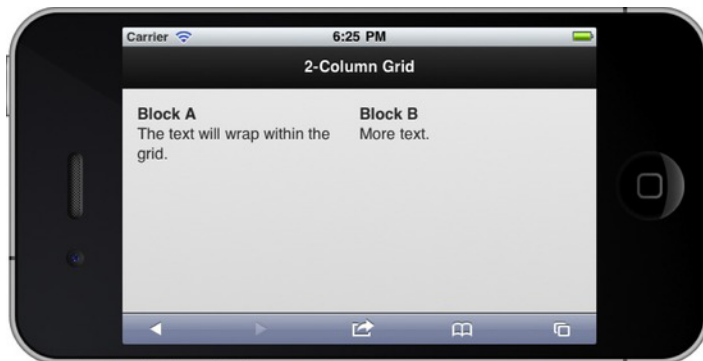 Carrier 6:25 PM
2-Column Grid
Block A
The text will wrap within the
grid.
Block B
More text.